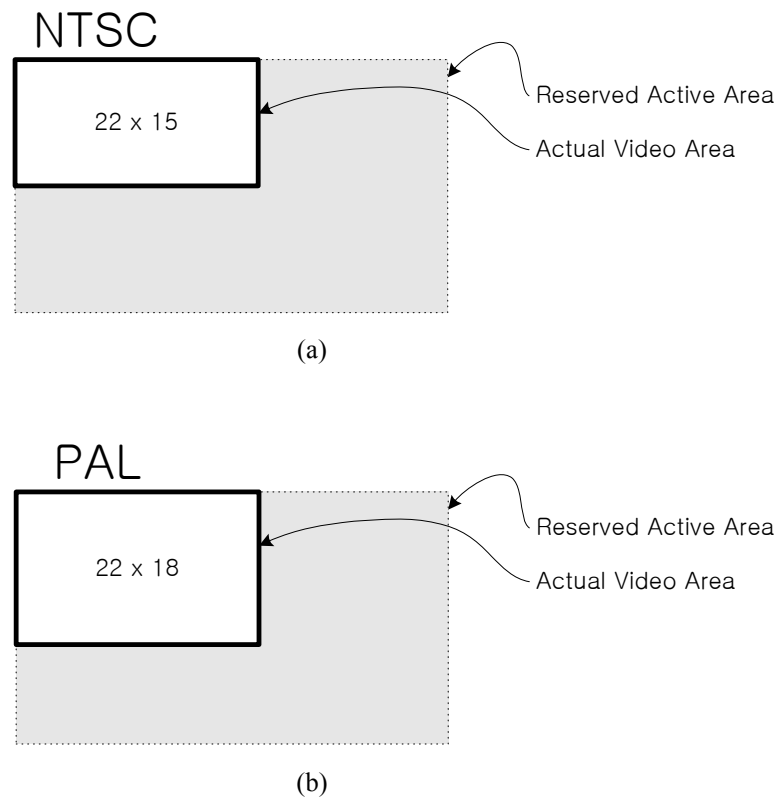 NTSC
22 x 15
Reserved Active Area
Actual Video Area
(a)
PAL
22 x 18
Reserved Active Area
Actual Video Area
(b)